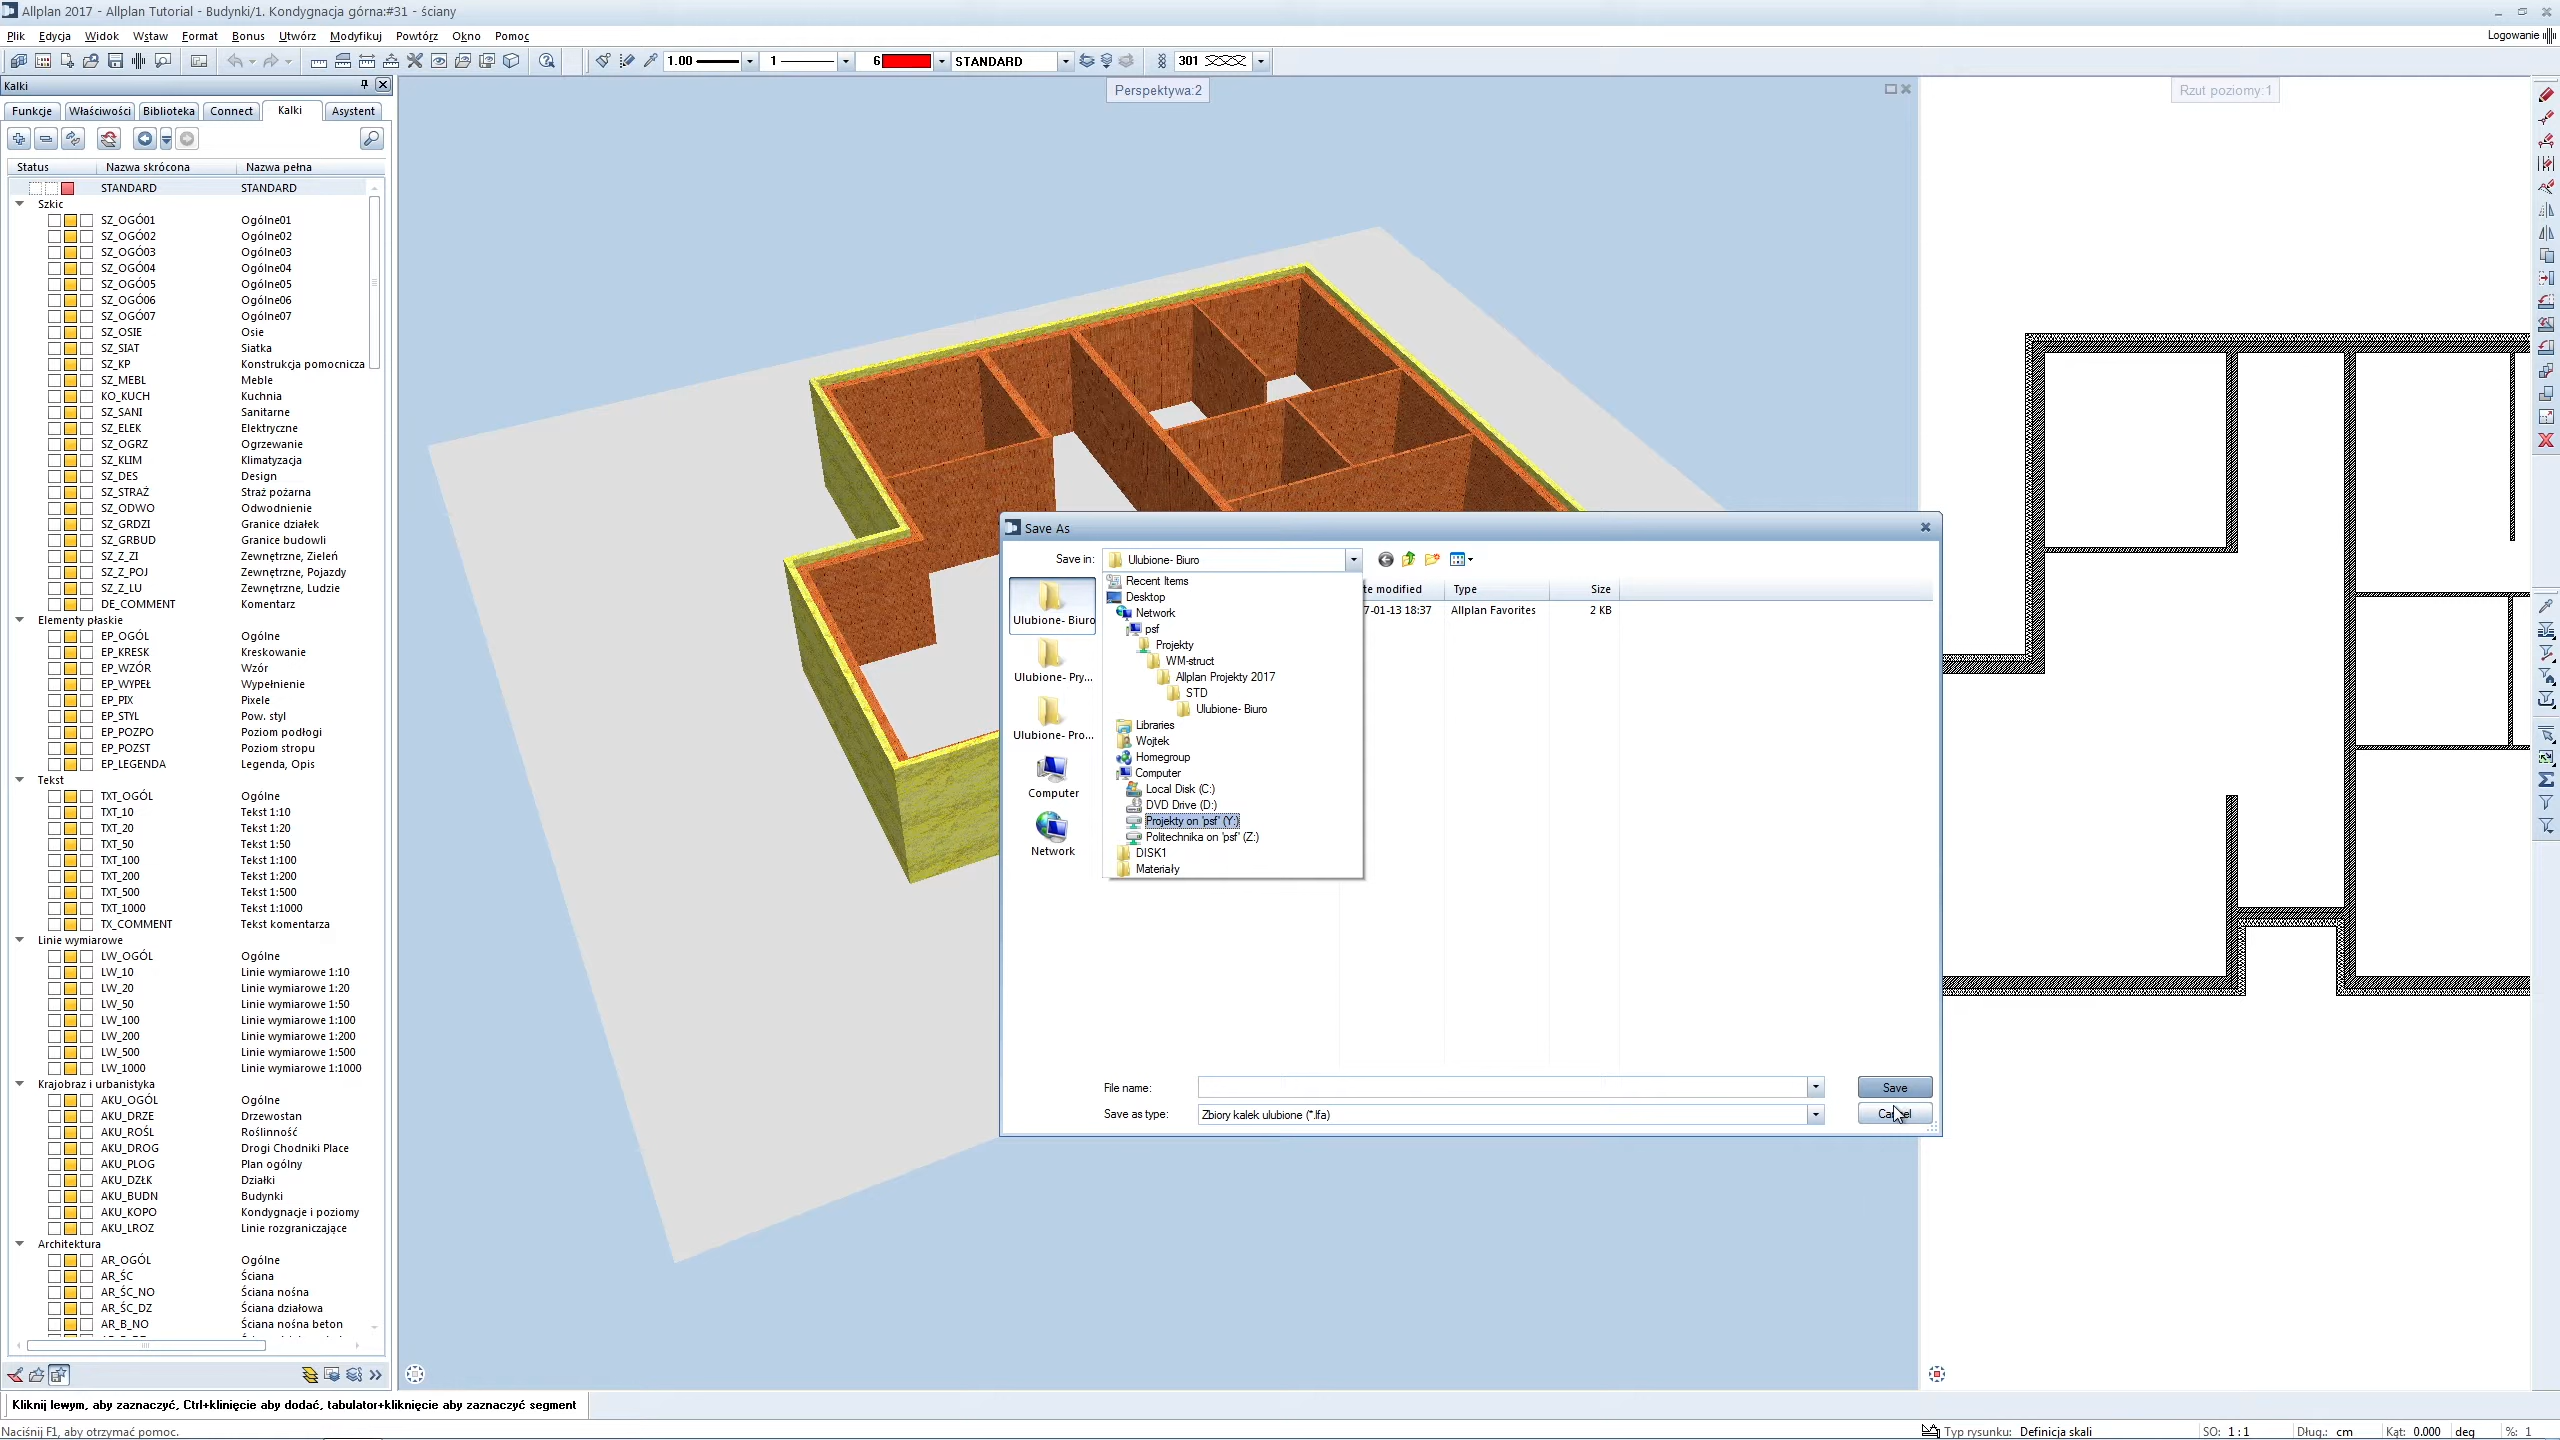 Allplan 2017 - Allplan Tutorial - Budynki/1. Kondygnacja górna:#31 - ściany
Plik Edycja Widok Wstaw Format Bonus Utwórz Modyfikuj Powtórz Okno Pomoc
Logowanie
1.00 1 6 STANDARD 301
Kalki
Funkcje Właściwości Biblioteka Connect Kalki Asystent
Status Nazwa skrócona Nazwa pełna
STANDARD STANDARD
Szkic
SZ_OGÓ01 Ogólne01
SZ_OGÓ02 Ogólne02
SZ_OGÓ03 Ogólne03
SZ_OGÓ04 Ogólne04
SZ_OGÓ05 Ogólne05
SZ_OGÓ06 Ogólne06
SZ_OGÓ07 Ogólne07
SZ_OSIE Osie
SZ_SIAT Siatka
SZ_KP Konstrukcja pomocnicza
SZ_MEBL Meble
KO_KUCH Kuchnia
SZ_SANI Sanitarne
SZ_ELEK Elektryczne
SZ_OGRZ Ogrzewanie
SZ_KLIM Klimatyzacja
SZ_DES Design
SZ_STRAŻ Straż pożarna
SZ_ODWO Odwodnienie
SZ_GRDZI Granice działek
SZ_GRBUD Granice budowli
SZ_Z_ZI Zewnętrzne, Zieleń
SZ_Z_POJ Zewnętrzne, Pojazdy
SZ_Z_LU Zewnętrzne, Ludzie
DE_COMMENT Komentarz
Elementy płaskie
EP_OGÓL Ogólne
EP_KRESK Kreskowanie
EP_WZÓR Wzór
EP_WYPEŁ Wypełnienie
EP_PIX Pixele
EP_STYL Pow. styl
EP_POZPO Poziom podłogi
EP_POZST Poziom stropu
EP_LEGENDA Legenda, Opis
Tekst
TXT_OGÓL Ogólne
TXT_10 Tekst 1:10
TXT_20 Tekst 1:20
TXT_50 Tekst 1:50
TXT_100 Tekst 1:100
TXT_200 Tekst 1:200
TXT_500 Tekst 1:500
TXT_1000 Tekst 1:1000
TX_COMMENT Tekst komentarza
Linie wymiarowe
LW_OGÓL Ogólne
LW_10 Linie wymiarowe 1:10
LW_20 Linie wymiarowe 1:20
LW_50 Linie wymiarowe 1:50
LW_100 Linie wymiarowe 1:100
LW_200 Linie wymiarowe 1:200
LW_500 Linie wymiarowe 1:500
LW_1000 Linie wymiarowe 1:1000
Krajobraz i urbanistyka
AKU_OGÓL Ogólne
AKU_DRZE Drzewostan
AKU_ROŚL Roślinność
AKU_DROG Drogi Chodniki Place
AKU_PLOG Plan ogólny
AKU_DZŁK Działki
AKU_BUDN Budynki
AKU_KOPO Kondygnacje i poziomy
AKU_LROZ Linie rozgraniczające
Architektura
AR_OGÓL Ogólne
AR_ŚC Ściana
AR_ŚC_NO Ściana nośna
AR_ŚC_DZ Ściana działowa
AR_B_NO Ściana nośna beton
Perspektywa:2
Rzut poziomy:1
Save As
Save in: Ulubione- Biuro
Ulubione- Biuro
Ulubione- Pry...
Ulubione- Pro...
Computer
Network
Recent Items
Desktop
Network
psf
Projekty
WM-struct
Allplan Projekty 2017
STD
Ulubione- Biuro
Libraries
Wojtek
Homegroup
Computer
Local Disk (C:)
DVD Drive (D:)
Projekty on 'psf' (Y:)
Politechnika on 'psf' (Z:)
DISK1
Materiały
te modified Type Size
7-01-13 18:37 Allplan Favorites 2 KB
File name:
Save
Save as type: Zbiory kalek ulubione (*.lfa)
Kliknij lewym, aby zaznaczyć, Ctrl+klinięcie aby dodać, tabulator+kliknięcie aby zaznaczyć segment
Naciśnij F1, aby otrzymać pomoc.
Typ rysunku: Definicja skali SO: 1:1 Dług.: cm Kąt: 0.000 deg %: 1